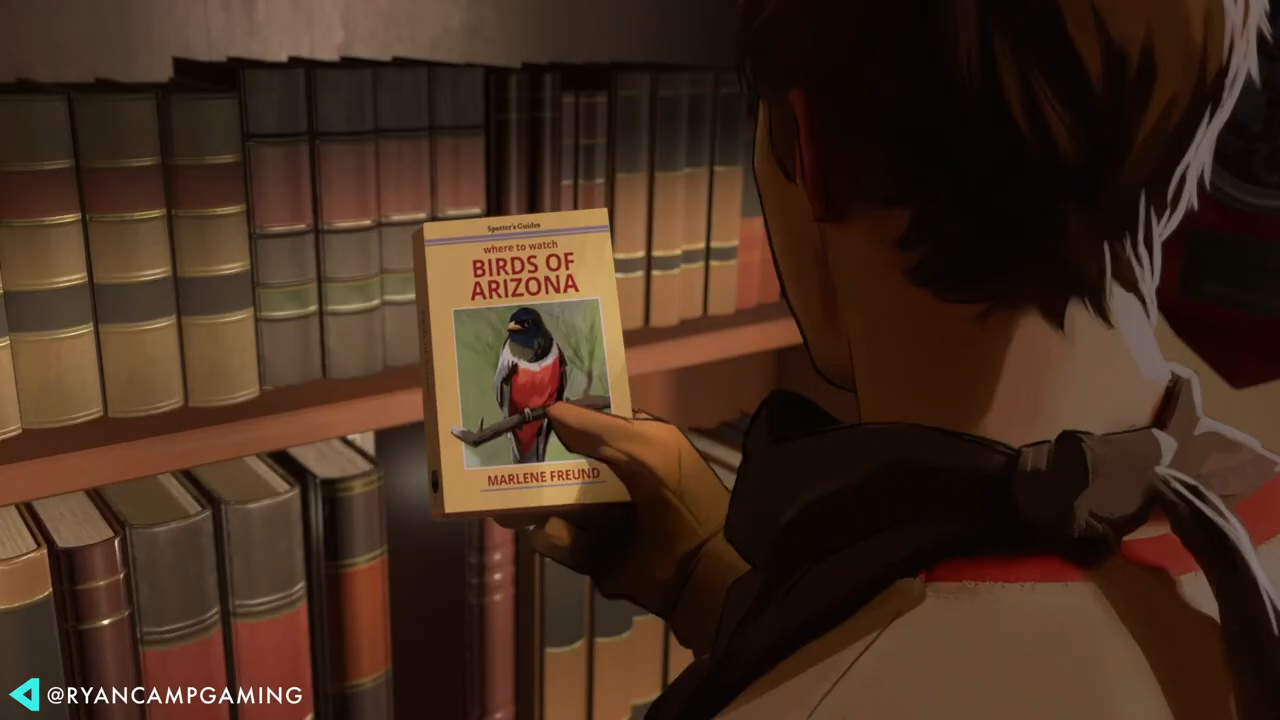 Spotter's Guides
where to watch
BIRDS OF
ARIZONA
MARLENE FREUND
@RYANCAMPGAMING